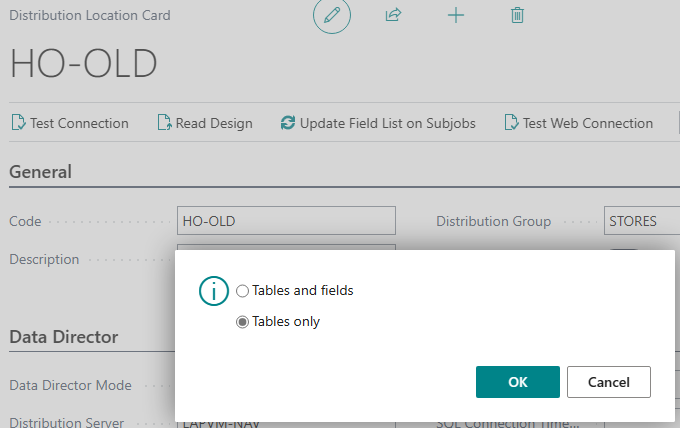 Distribution Location Card
HO-OLD
Test Connection Read Design Update Field List on Subjobs Test Web Connection
General
Code HO-OLD Distribution Group STORES
Description
Tables and fields
Tables only
Data Director
OK Cancel
Data Director Mode
Distribution Server LAPVM-NAV SQL Connection Time...